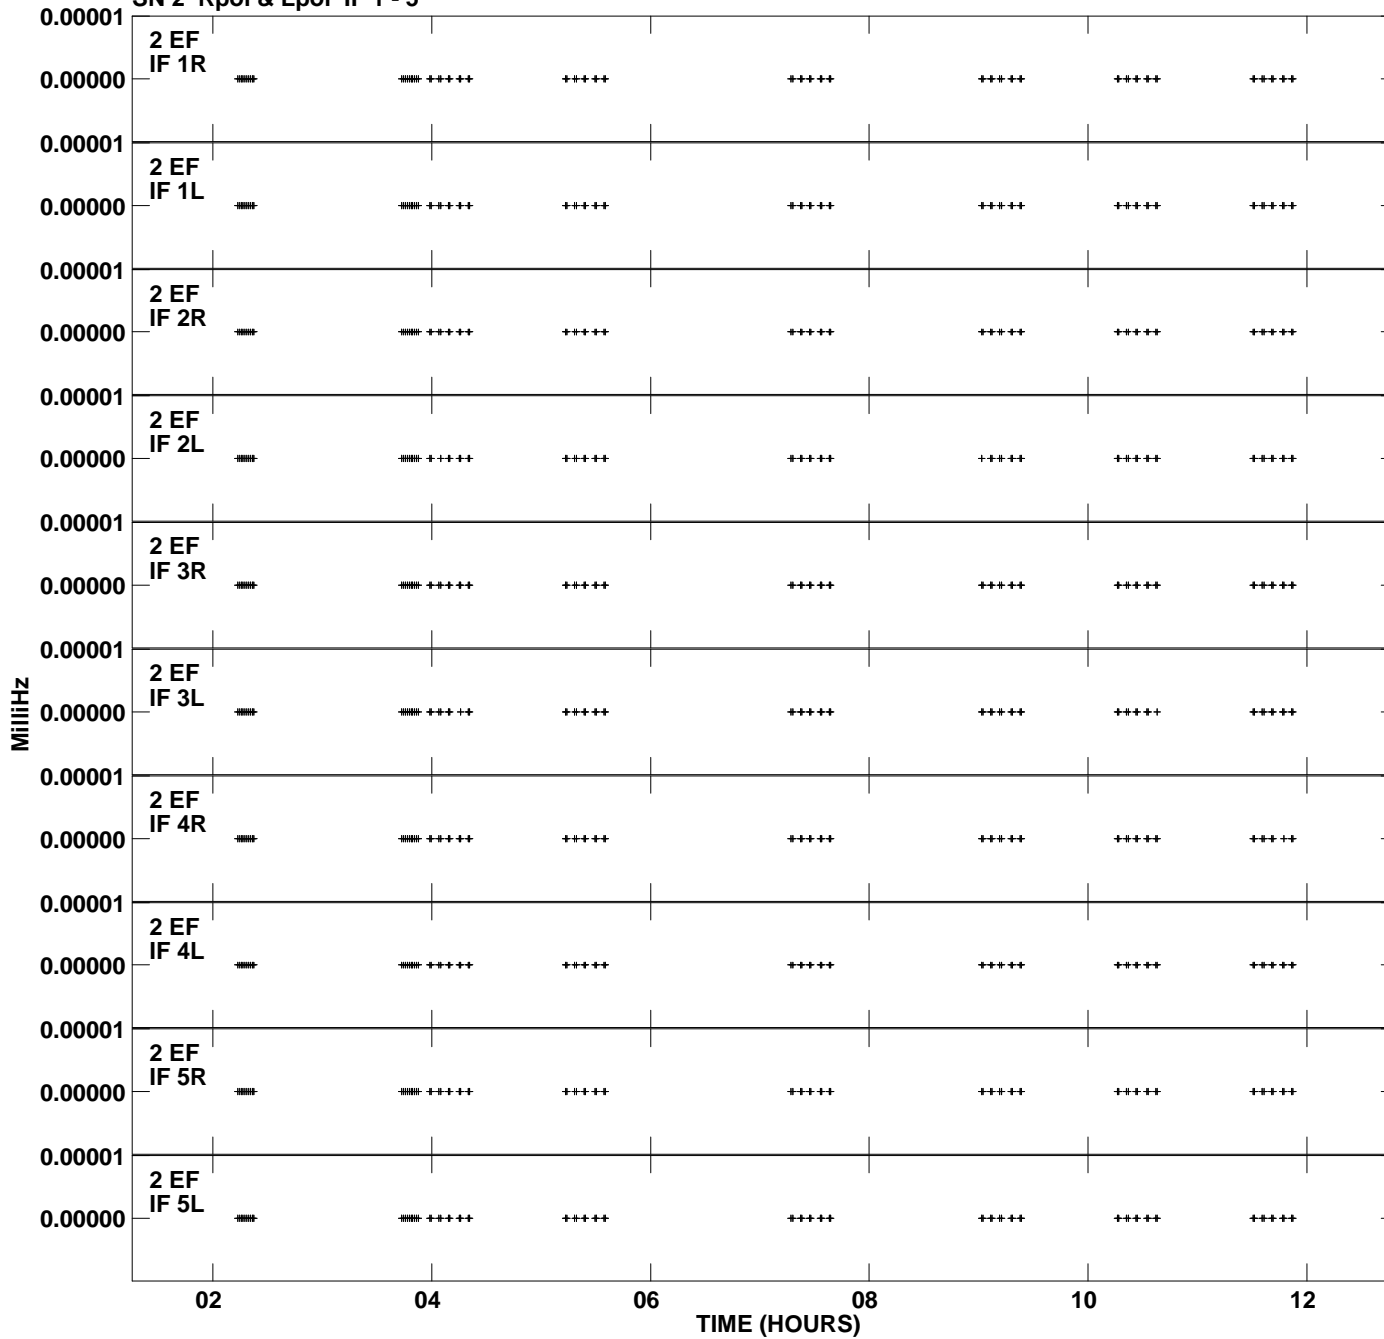 SN 2 Rpol & Lpol IF 1 - 5
0.00001
2 EF
IF 1R
0.00000
0.00001
2 EF
IF 1L
0.00000
0.00001
2 EF
IF 2R
0.00000
0.00001
2 EF
IF 2L
0.00000
0.00001
2 EF
IF 3R
0.00000
0.00001
2 EF
IF 3L
0.00000
MilliHz
0.00001
2 EF
IF 4R
0.00000
0.00001
2 EF
IF 4L
0.00000
0.00001
2 EF
IF 5R
0.00000
0.00001
2 EF
IF 5L
0.00000
02 04 06 08 10 12
TIME (HOURS)